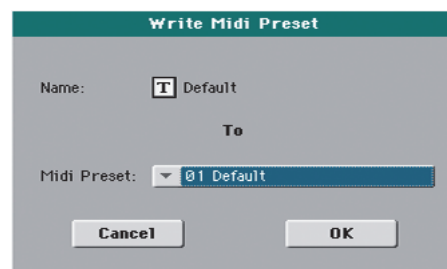 Write Midi Preset
Name: T Default
To
Midi Preset: 01 Default
Cancel OK